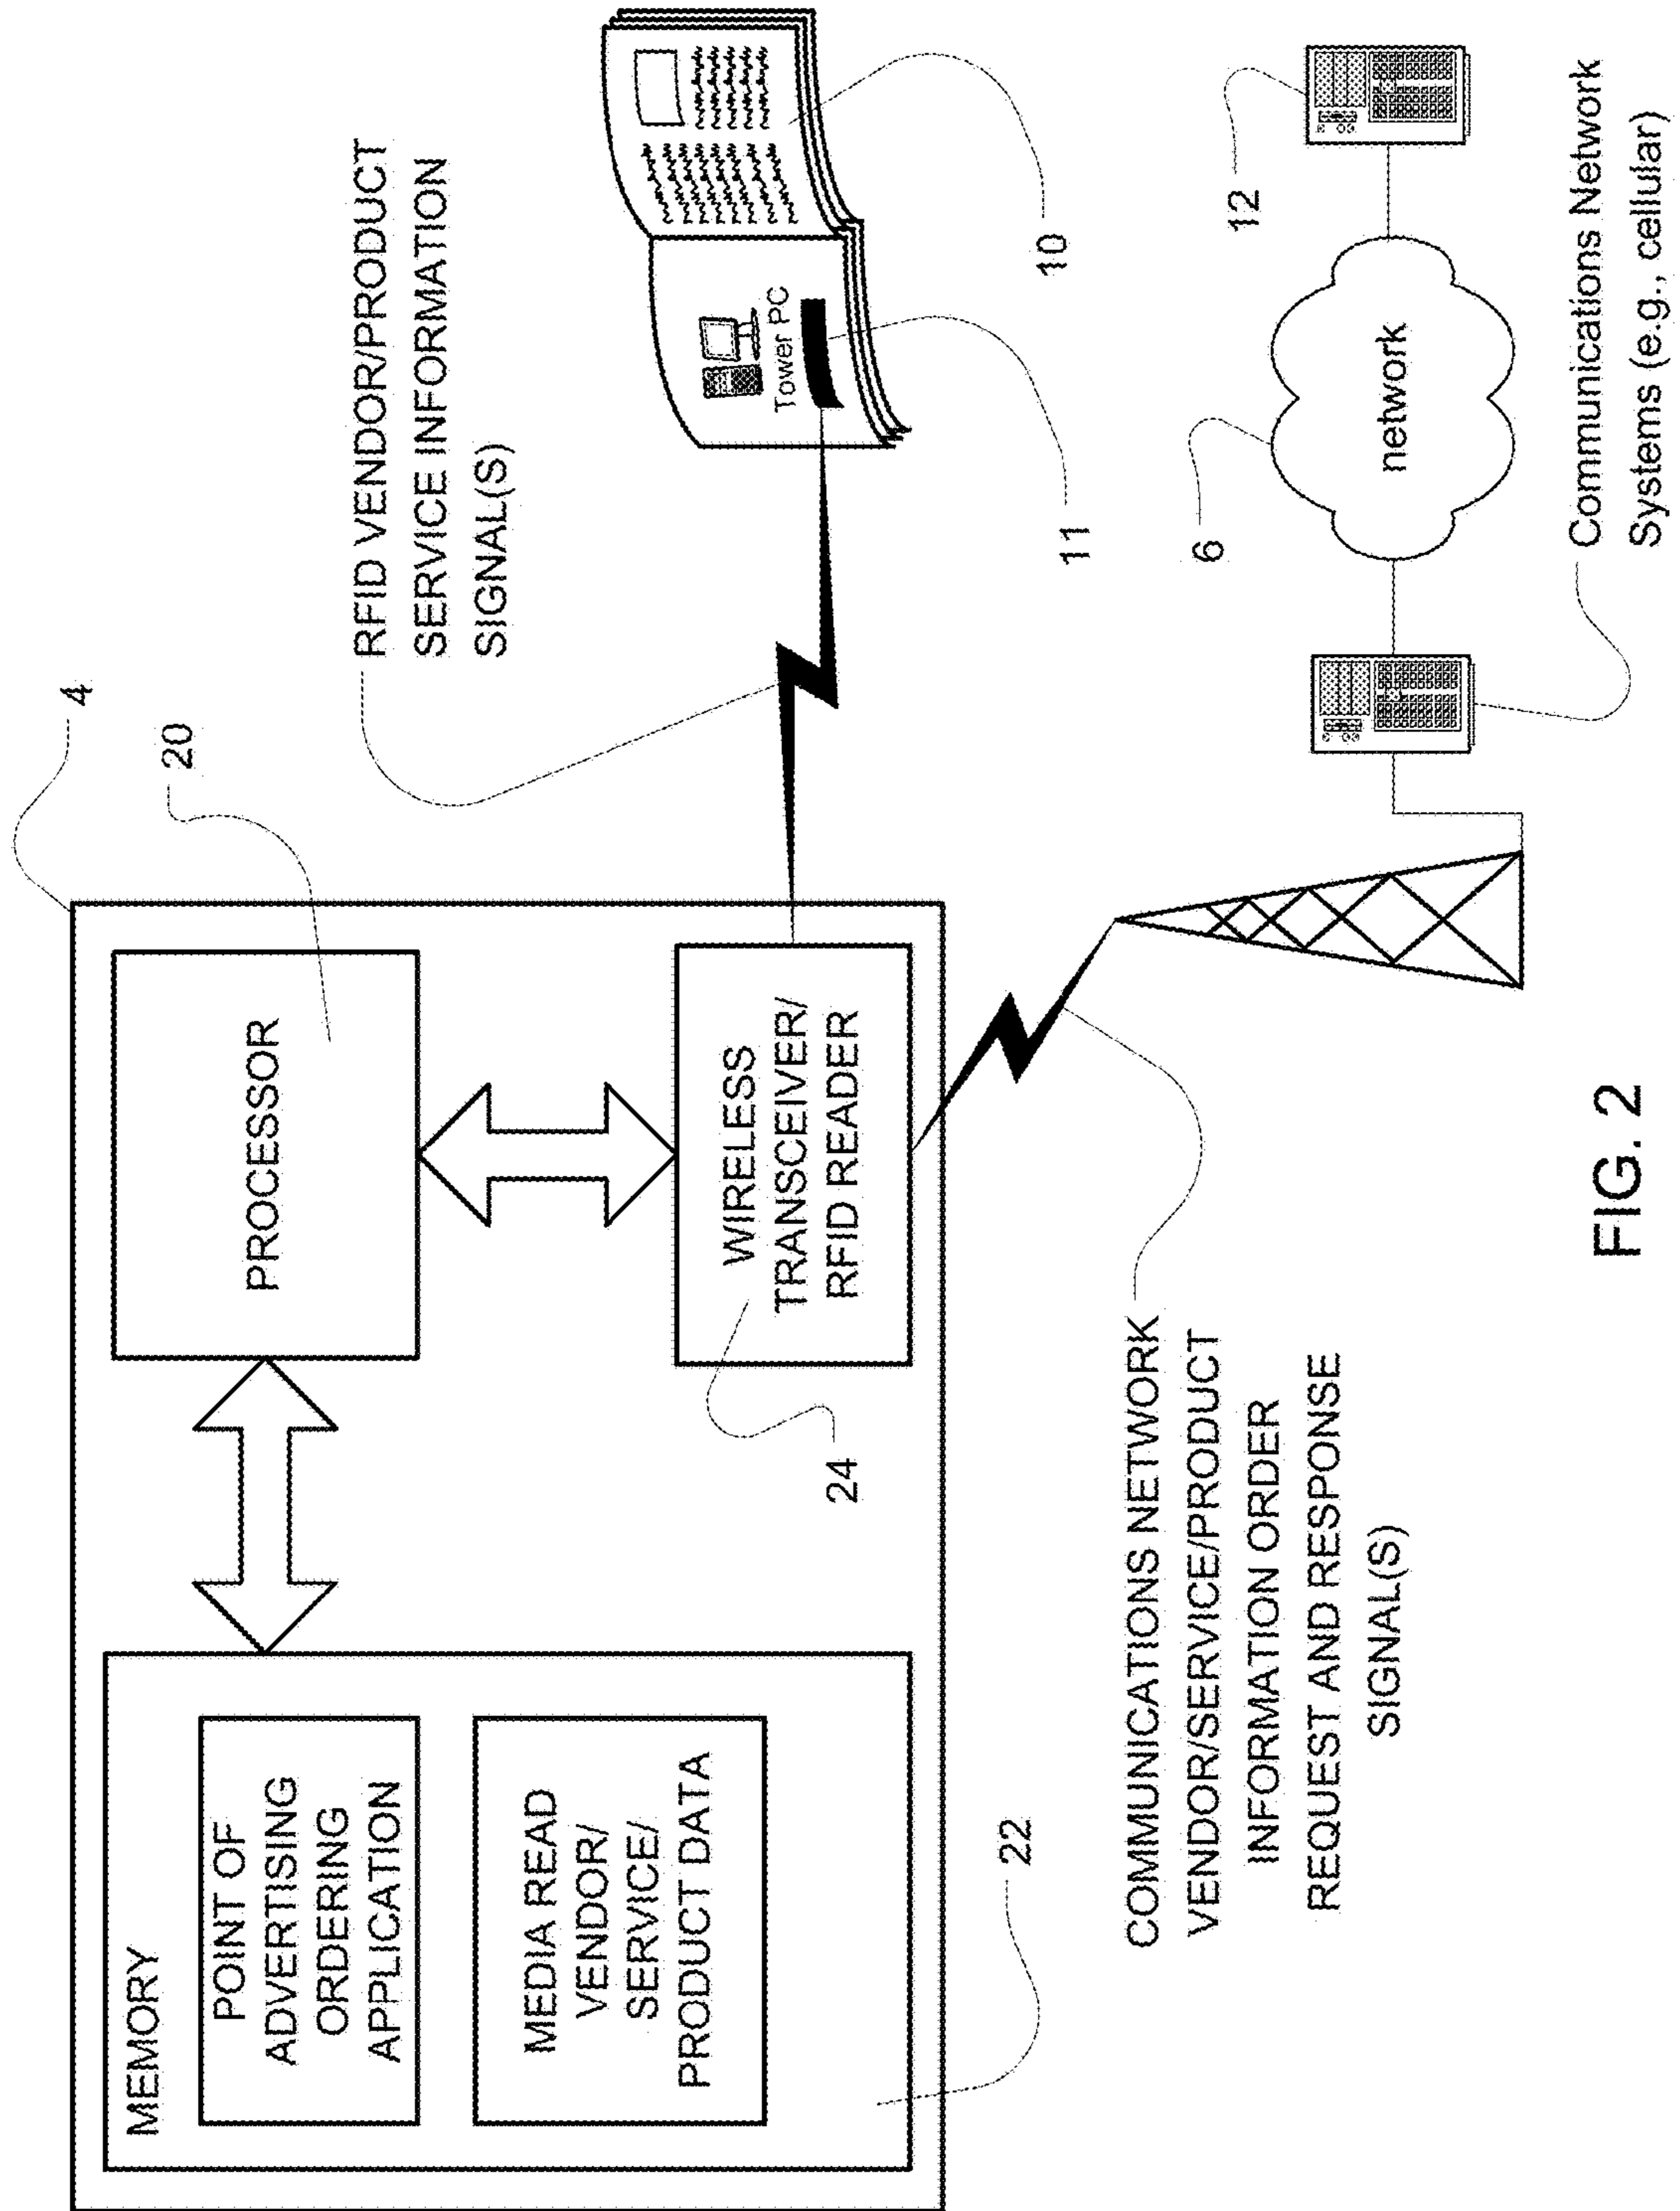 4
20
MEMORY
POINT OF
ADVERTISING
ORDERING
APPLICATION
MEDIA READ
VENDOR/
SERVICE/
PRODUCT DATA
22
PROCESSOR
WIRELESS
TRANSCEIVER/
RFID READER
24
RFID VENDOR/PRODUCT
SERVICE INFORMATION
SIGNAL(S)
Tower PC
10
11
COMMUNICATIONS NETWORK
VENDOR/SERVICE/PRODUCT
INFORMATION ORDER
REQUEST AND RESPONSE
SIGNAL(S)
6
network
12
Communications Network
Systems (e.g., cellular)
FIG. 2